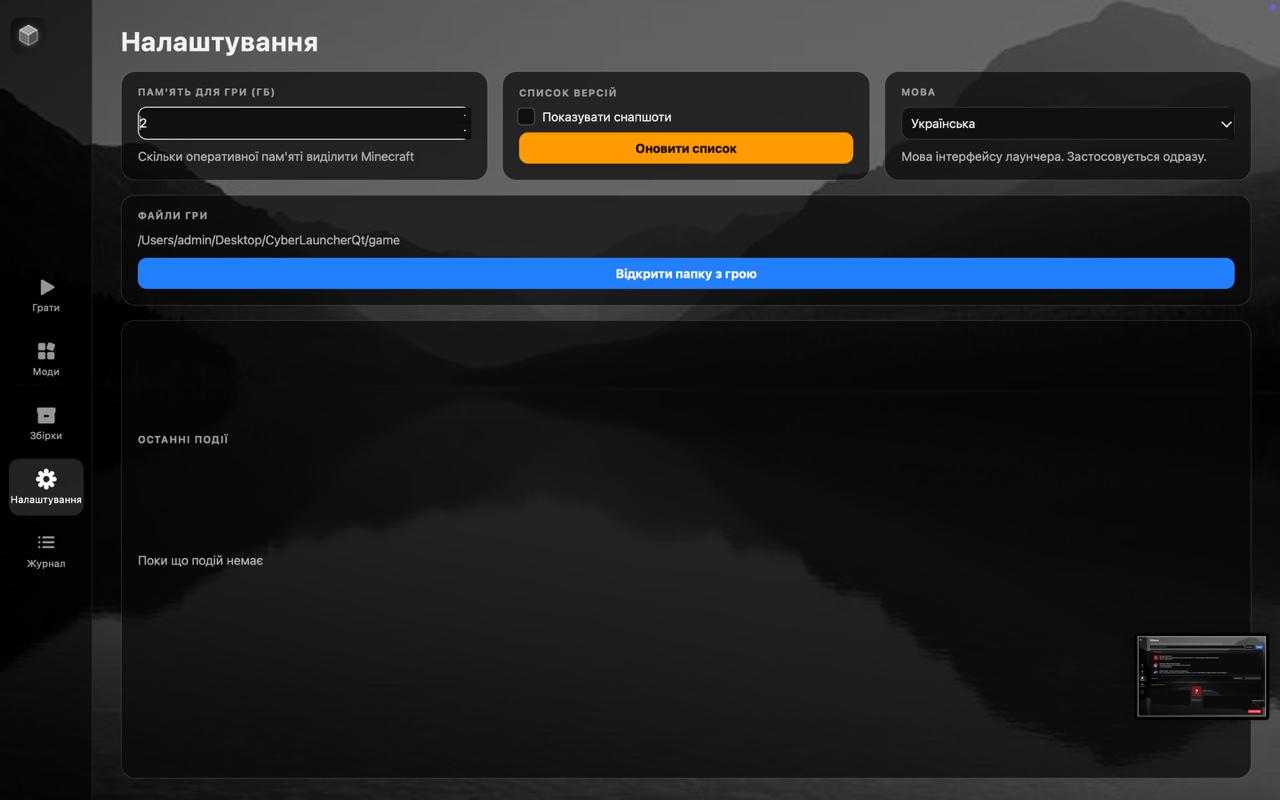 Налаштування
ПАМ'ЯТЬ ДЛЯ ГРИ (ГБ)
2
Скільки оперативної пам'яті виділити Minecraft
СПИСОК ВЕРСІЙ
Показувати снапшоти
Оновити список
МОВА
Українська
Мова інтерфейсу лаунчера. Застосовується одразу.
ФАЙЛИ ГРИ
/Users/admin/Desktop/CyberLauncherQt/game
Відкрити папку з грою
Грати
Моди
Збірки
Налаштування
Журнал
ОСТАННІ ПОДІЇ
Поки що подій немає